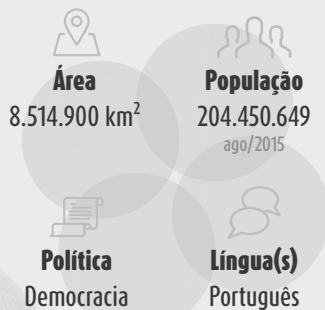 Área
8.514.900 km²
População
204.450.649
ago/2015
Política
Democracia
Língua(s)
Português